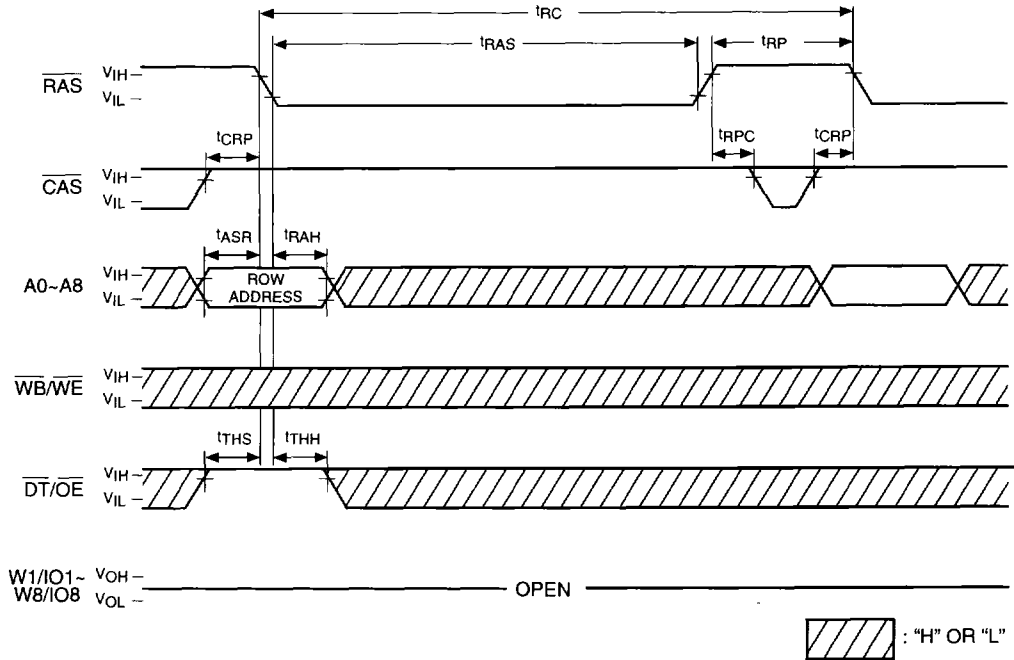 tRC
tRAS
tRP
RAS
VIH
VIL
tCRP
tRPC
tCRP
CAS
VIH
VIL
tASR
tRAH
A0~A8
VIH
VIL
ROW
ADDRESS
WB/WE
VIH
VIL
tTHS
tTHH
DT/OE
VIH
VIL
W1/IO1~
W8/IO8
VOH
VOL
OPEN
: "H" OR "L"